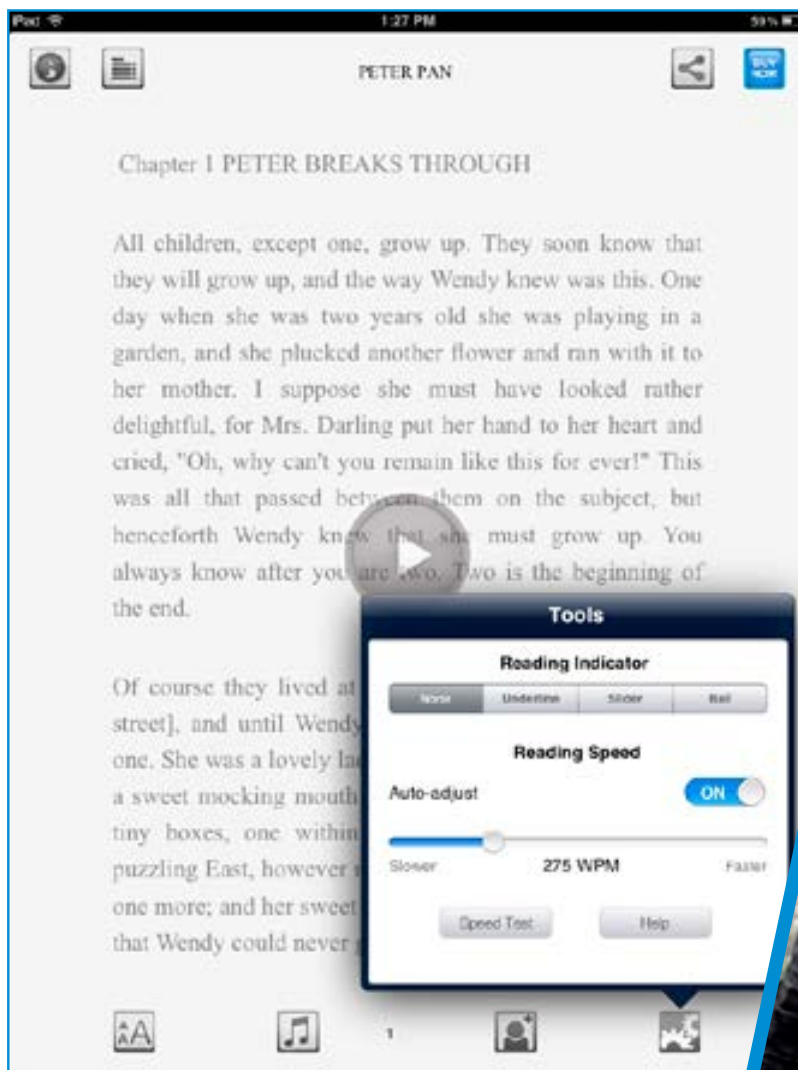 iPad
1:27 PM
59%
PETER PAN
BUY NOW
Chapter 1 PETER BREAKS THROUGH
All children, except one, grow up. They soon know that
they will grow up, and the way Wendy knew was this. One
day when she was two years old she was playing in a
garden, and she plucked another flower and ran with it to
her mother. I suppose she must have looked rather
delightful, for Mrs. Darling put her hand to her heart and
cried, "Oh, why can't you remain like this for ever!" This
was all that passed between them on the subject, but
henceforth Wendy knew that she must grow up. You
always know after you are two. Two is the beginning of
the end.
Of course they lived at
street], and until Wendy
one. She was a lovely
a sweet mocking mouth
tiny boxes, one within
puzzling East, however
one more; and her sweet
that Wendy could never
Tools
Reading Indicator
None Underline Slider Ball
Reading Speed
Auto-adjust ON
Slower 275 WPM Faster
Speed Test Help
AAA 1